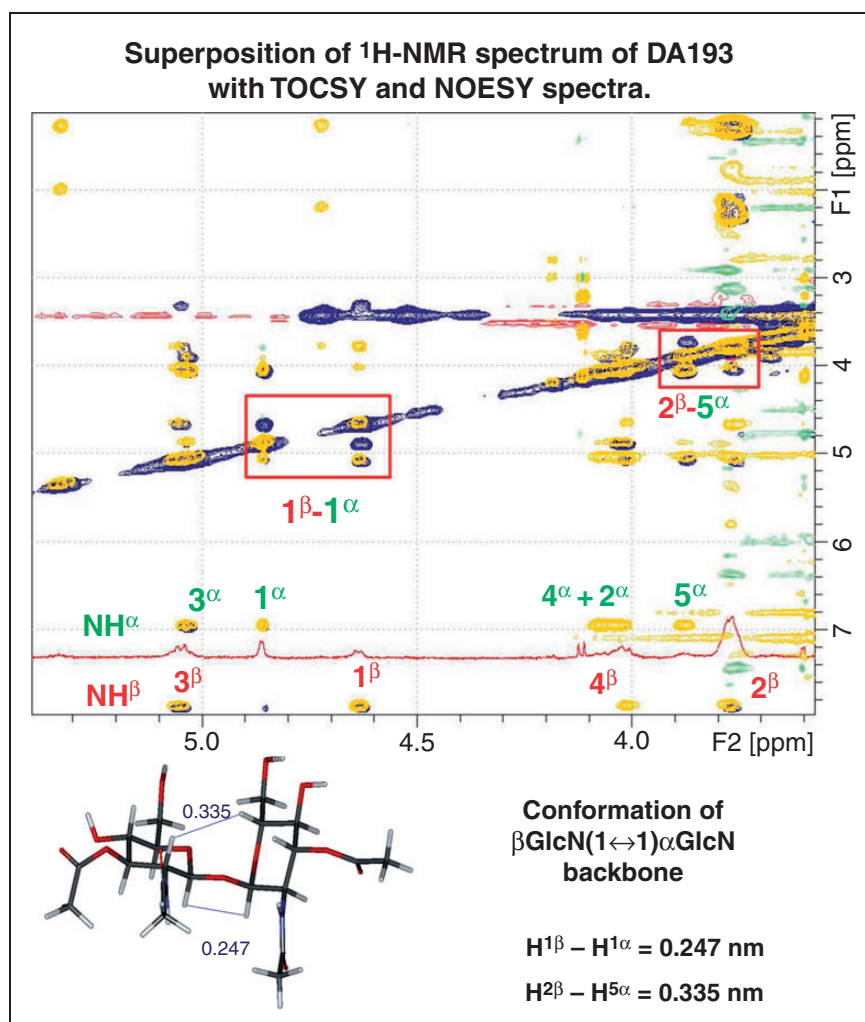 Superposition of ¹H-NMR spectrum of DA193
with TOCSY and NOESY spectra.
F1 [ppm]
3
4
5
6
7
2β-5α
1β-1α
3α 1α 4α + 2α 5α
NHα
NHβ 3β 1β 4β 2β
5.0 4.5 4.0 F2 [ppm]
0.335
0.247
Conformation of
βGlcN(1↔1)αGlcN
backbone
H1β – H1α = 0.247 nm
H2β – H5α = 0.335 nm